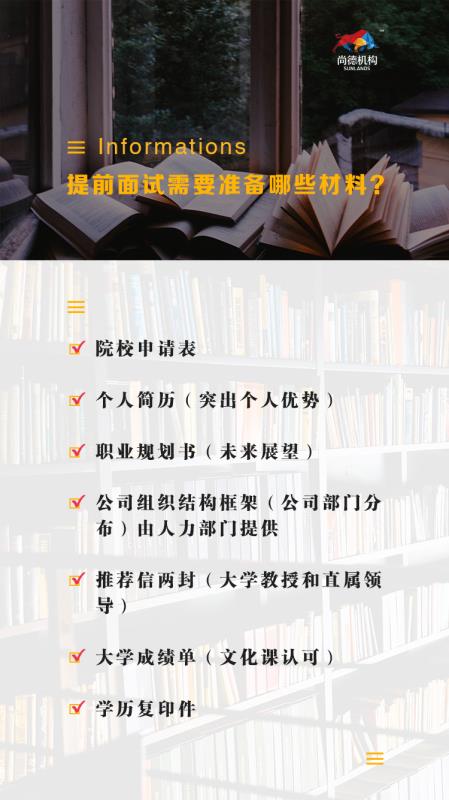 尚德机构
SUNLANDS
Informations
提前面试需要准备哪些材料？
院校申请表
个人简历（突出个人优势）
职业规划书（未来展望）
公司组织结构框架（公司部门分
布）由人力部门提供
推荐信两封（大学教授和直属领
导）
大学成绩单（文化课认可）
学历复印件